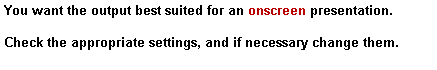 You want the output best suited for an onscreen presentation.
Check the appropriate settings, and if necessary change them.